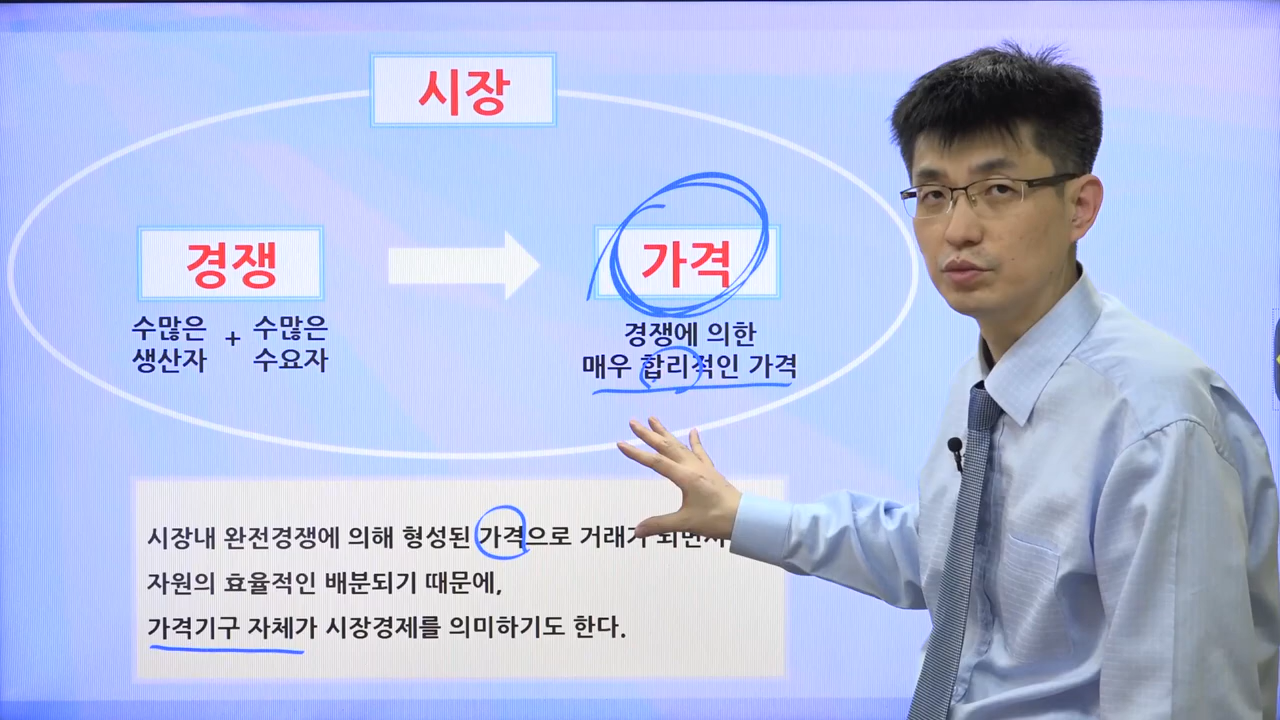 시장
경쟁
가격
수많은 + 수많은
생산자 수요자
경쟁에 의한
매우 합리적인 가격
시장내 완전경쟁에 의해 형성된 가격으로 거래가
자원의 효율적인 배분되기 때문에,
가격기구 자체가 시장경제를 의미하기도 한다.